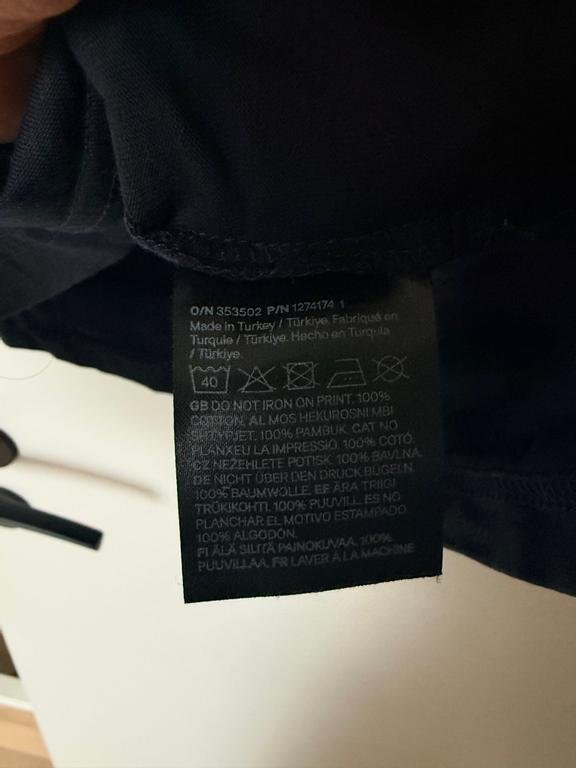 O/N 353502 P/N 1274174 1
Made in Turkey / Türkiye. Fabriqué en
Turquie / Türkiye. Hecho en Turquía
/ Türkiye.
40
GB DO NOT IRON ON PRINT. 100%
COTTON. AL MOS HEKUROSNI MBI
SHTYPJET. 100% PAMBUK. CAT NO
PLANXEU LA IMPRESSIÓ. 100% COTÓ.
CZ NEŽEHLETE POTISK. 100% BAVLNA.
DE NICHT ÜBER DEN DRUCK BÜGELN.
100% BAUMWOLLE. EE ÄRA TRIIGI
TRÜKIKOHTI. 100% PUUVILL. ES NO
PLANCHAR EL MOTIVO ESTAMPADO.
100% ALGODÓN.
FI ÄLÄ SILITÄ PAINOKUVAA. 100%
PUUVILLAA. FR LAVER À LA MACHINE